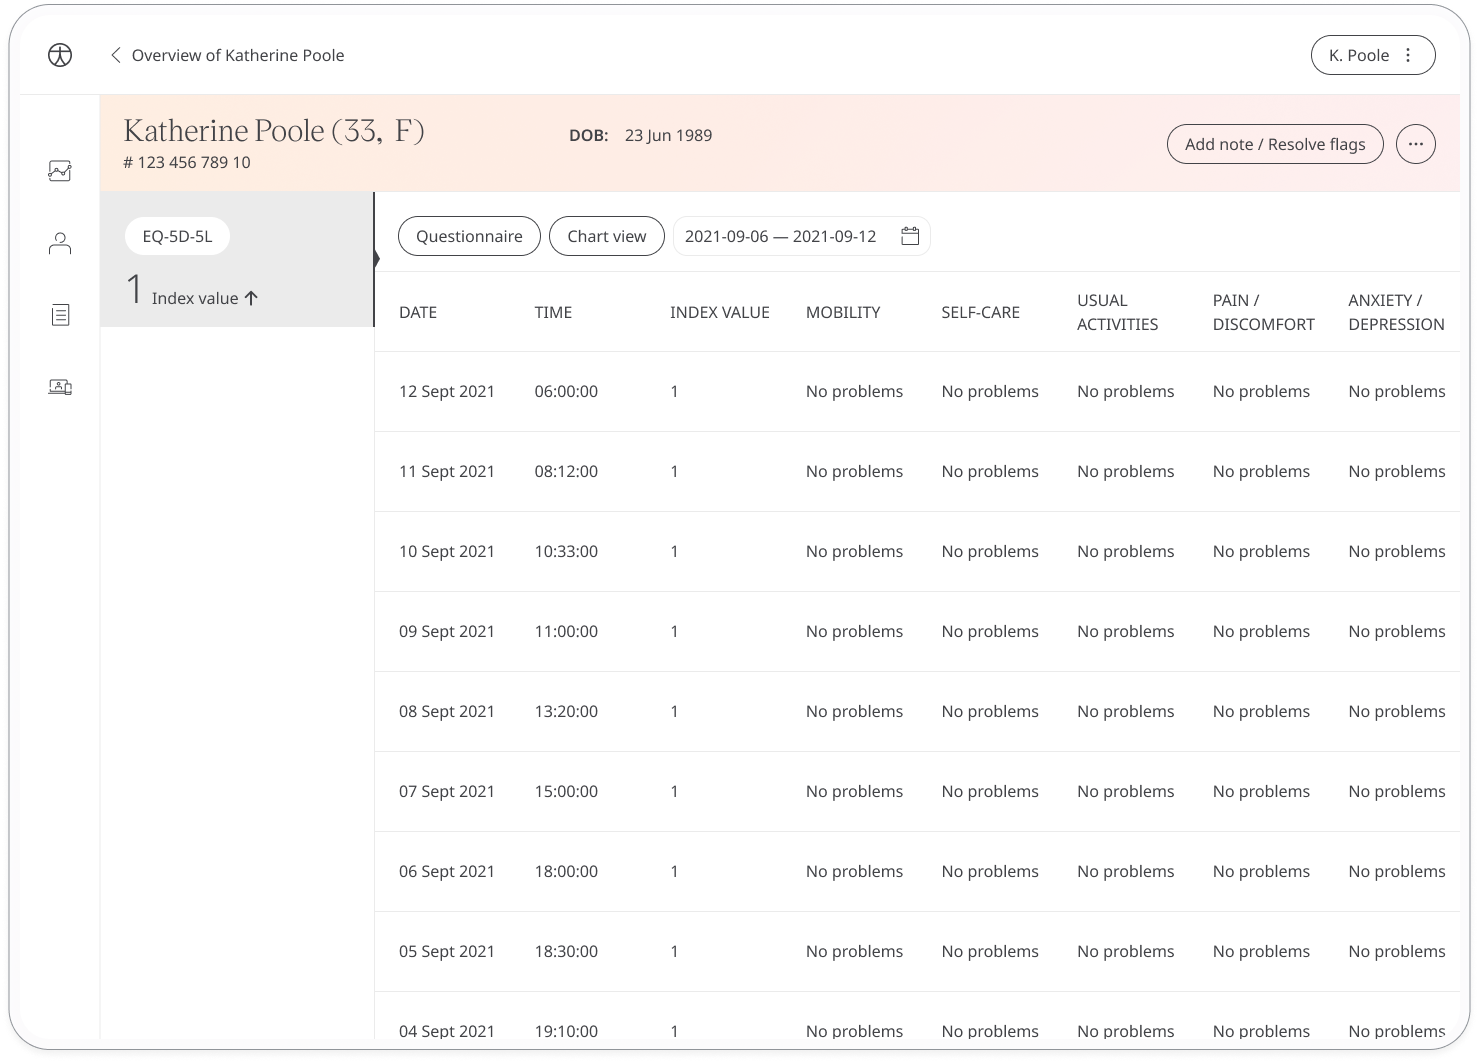 Overview of Katherine Poole
K. Poole
Katherine Poole (33, F)
DOB: 23 Jun 1989
# 123 456 789 10
Add note / Resolve flags
EQ-5D-5L
1 Index value
Questionnaire
Chart view
2021-09-06 — 2021-09-12
DATE TIME INDEX VALUE MOBILITY SELF-CARE USUAL ACTIVITIES PAIN / DISCOMFORT ANXIETY / DEPRESSION
12 Sept 2021 06:00:00 1 No problems No problems No problems No problems No problems
11 Sept 2021 08:12:00 1 No problems No problems No problems No problems No problems
10 Sept 2021 10:33:00 1 No problems No problems No problems No problems No problems
09 Sept 2021 11:00:00 1 No problems No problems No problems No problems No problems
08 Sept 2021 13:20:00 1 No problems No problems No problems No problems No problems
07 Sept 2021 15:00:00 1 No problems No problems No problems No problems No problems
06 Sept 2021 18:00:00 1 No problems No problems No problems No problems No problems
05 Sept 2021 18:30:00 1 No problems No problems No problems No problems No problems
04 Sept 2021 19:10:00 1 No problems No problems No problems No problems No problems